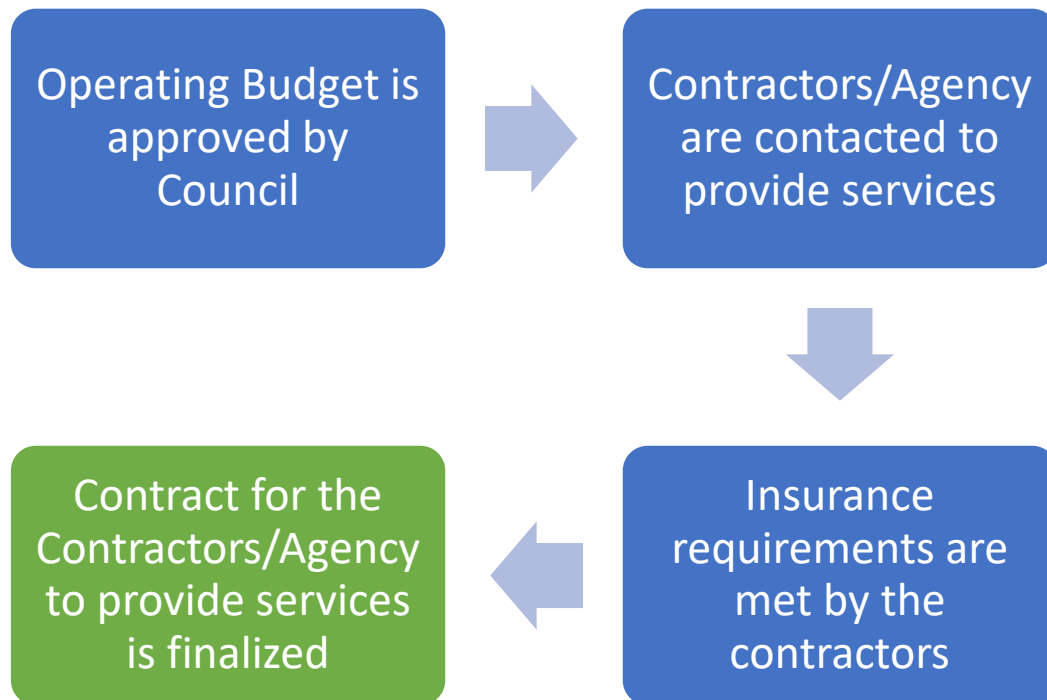 Operating Budget is
approved by
Council
Contractors/Agency
are contacted to
provide services
Insurance
requirements are
met by the
contractors
Contract for the
Contractors/Agency
to provide services
is finalized